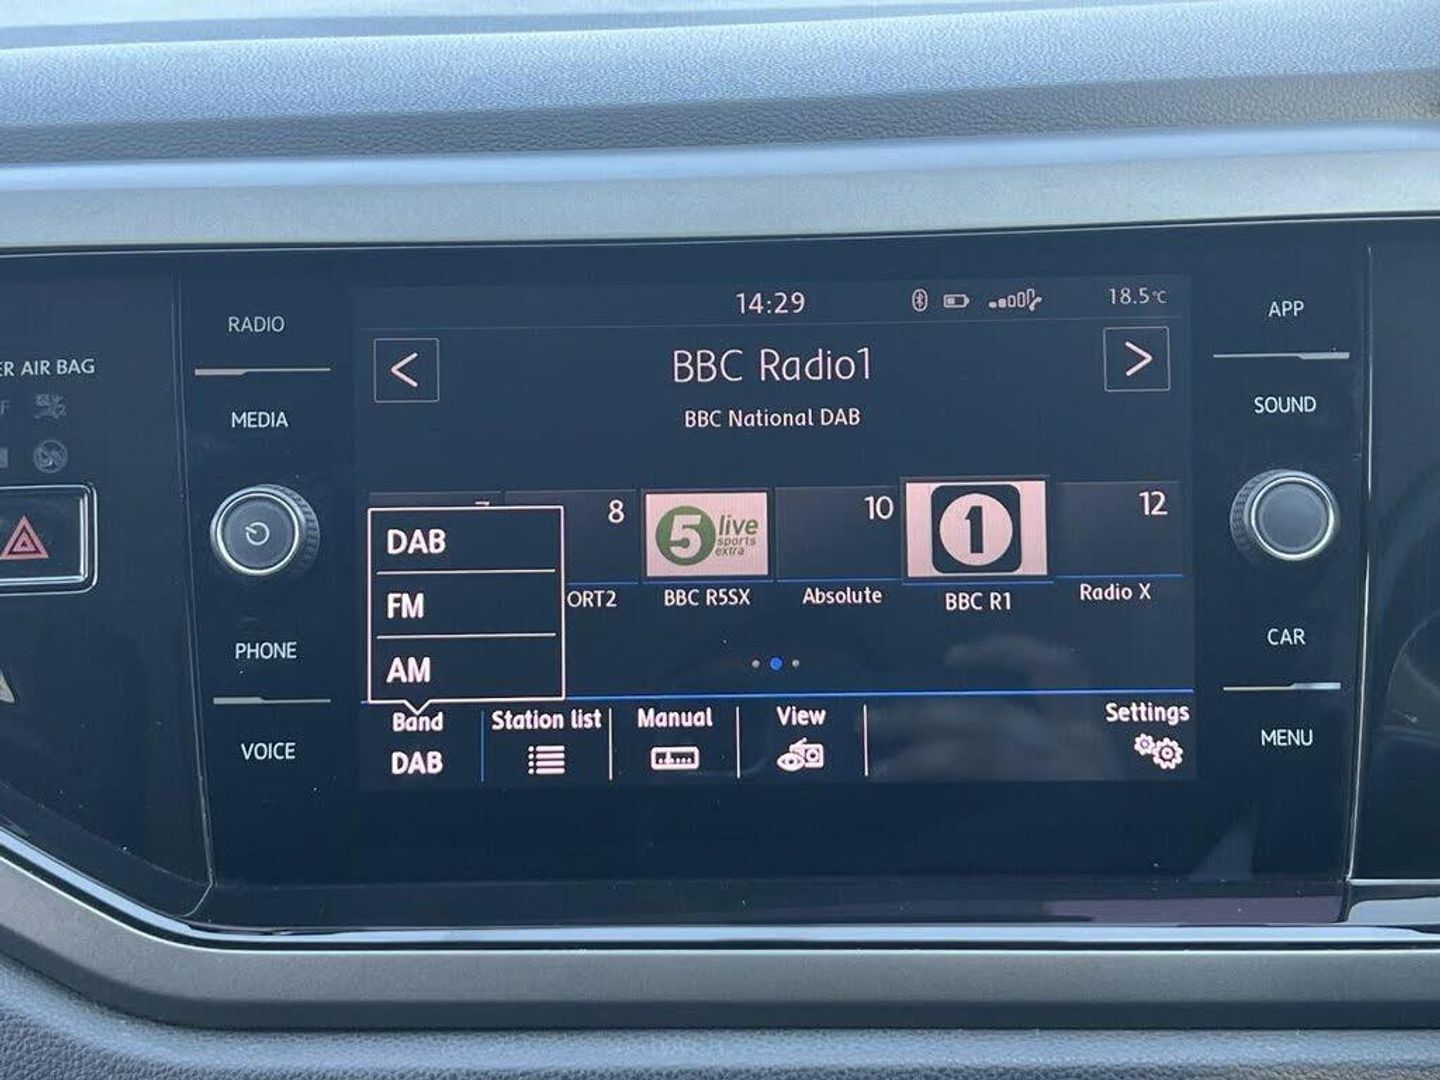 14:29
18.5°C
RADIO
APP
BBC Radio1
ER AIR BAG
MEDIA
SOUND
BBC National DAB
8
10
12
DAB
5 live
sports
extra
1
FM
ORT2
BBC R5SX
Absolute
BBC R1
Radio X
AM
PHONE
CAR
Band
Station list
Manual
View
Settings
DAB
VOICE
MENU